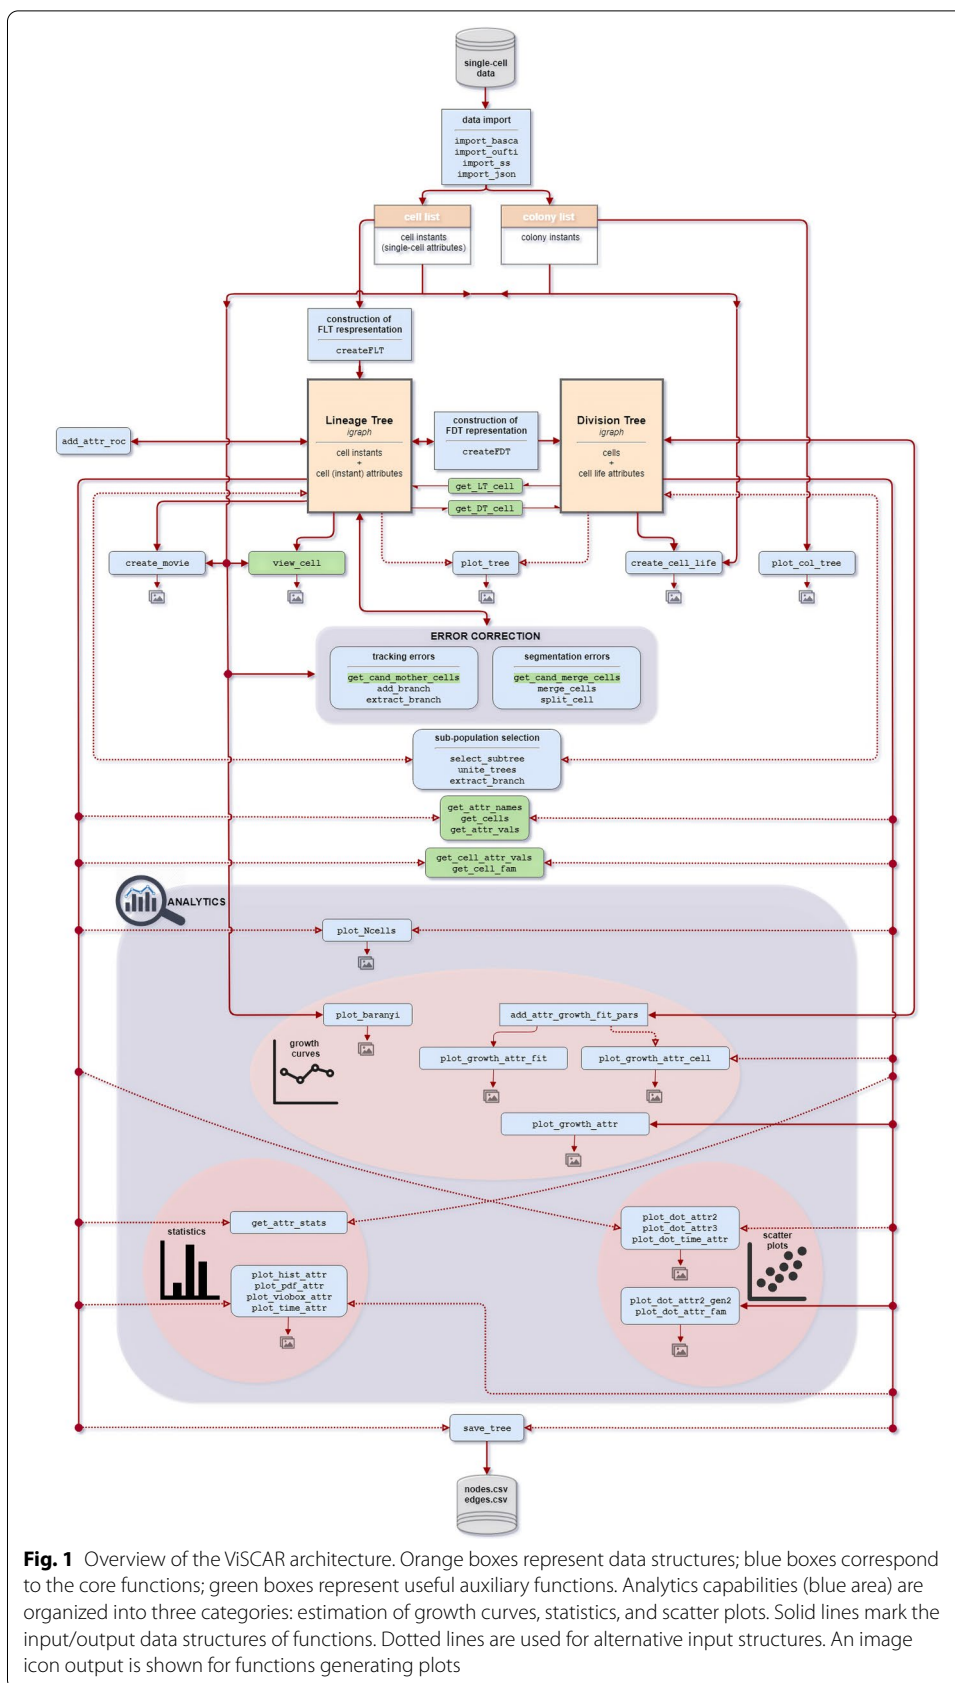 single-cell
data
data import
import_basca
import_oufti
import_ss
import_json
cell list
cell instants
(single-cell attributes)
colony list
colony instants
construction of
FLT respresentation
createFLT
Lineage Tree
igraph
cell instants
+
cell (instant) attributes
construction of
FDT representation
createFDT
Division Tree
igraph
cells
+
cell life attributes
add_attr_roc
get_LT_cell
get_DT_cell
create_movie
view_cell
plot_tree
create_cell_life
plot_col_tree
ERROR CORRECTION
tracking errors
get_cand_mother_cells
add_branch
extract_branch
segmentation errors
get_cand_merge_cells
merge_cells
split_cell
sub-population selection
select_subtree
unite_trees
extract_branch
get_attr_names
get_cells
get_attr_vals
get_cell_attr_vals
get_cell_fam
ANALYTICS
plot_Ncells
plot_baranyi
add_attr_growth_fit_pars
growth
curves
plot_growth_attr_fit
plot_growth_attr_cell
plot_growth_attr
statistics
get_attr_stats
plot_hist_attr
plot_pdf_attr
plot_viobox_attr
plot_time_attr
plot_dot_attr2
plot_dot_attr3
plot_dot_time_attr
scatter
plots
plot_dot_attr2_gen2
plot_dot_attr_fam
save_tree
nodes.csv
edges.csv
Fig. 1 Overview of the ViSCAR architecture. Orange boxes represent data structures; blue boxes correspond
to the core functions; green boxes represent useful auxiliary functions. Analytics capabilities (blue area) are
organized into three categories: estimation of growth curves, statistics, and scatter plots. Solid lines mark the
input/output data structures of functions. Dotted lines are used for alternative input structures. An image
icon output is shown for functions generating plots